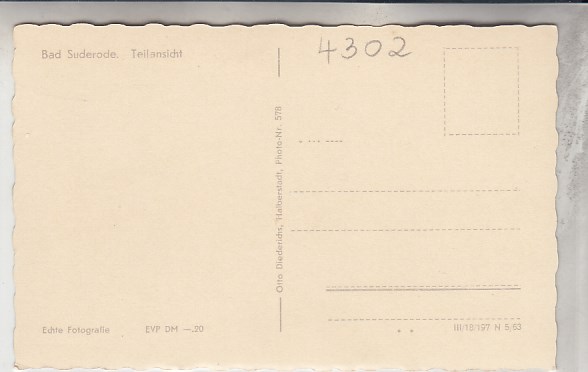 Bad Suderode. Teilansicht
4302
Otto Diederichs, Halberstadt, Photo-Nr. 578
Echte Fotografie EVP DM —.20
III/18/197 N 5/63